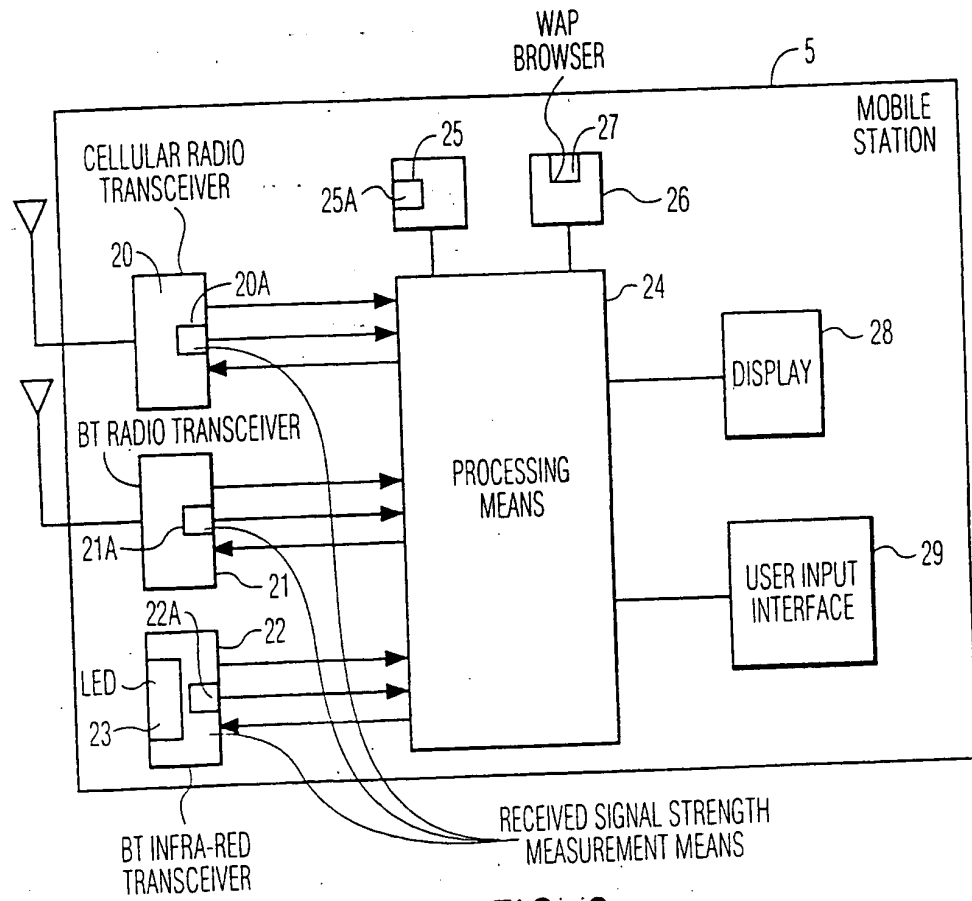 WAP
BROWSER
5
MOBILE
STATION
CELLULAR RADIO
TRANSCEIVER
25
25A
27
26
20
20A
24
28
DISPLAY
BT RADIO TRANSCEIVER
PROCESSING
MEANS
21A
21
29
USER INPUT
INTERFACE
22A
22
LED
23
RECEIVED SIGNAL STRENGTH
MEASUREMENT MEANS
BT INFRA-RED
TRANSCEIVER